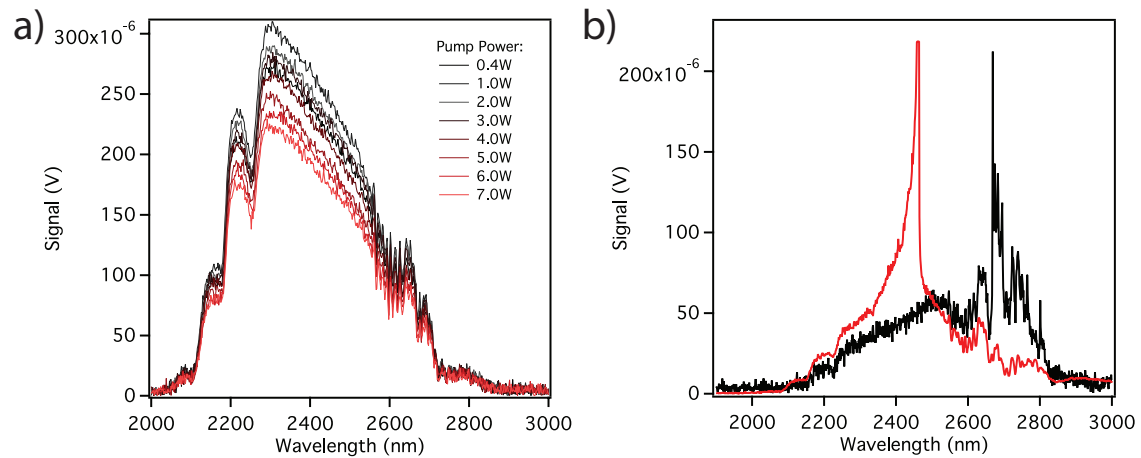 a)
300x10-6
250
200
150
100
50
0
Signal (V)
2000 2200 2400 2600 2800 3000
Wavelength (nm)
Pump Power:
0.4W
1.0W
2.0W
3.0W
4.0W
5.0W
6.0W
7.0W
b)
200x10-6
150
100
50
0
Signal (V)
2000 2200 2400 2600 2800 3000
Wavelength (nm)